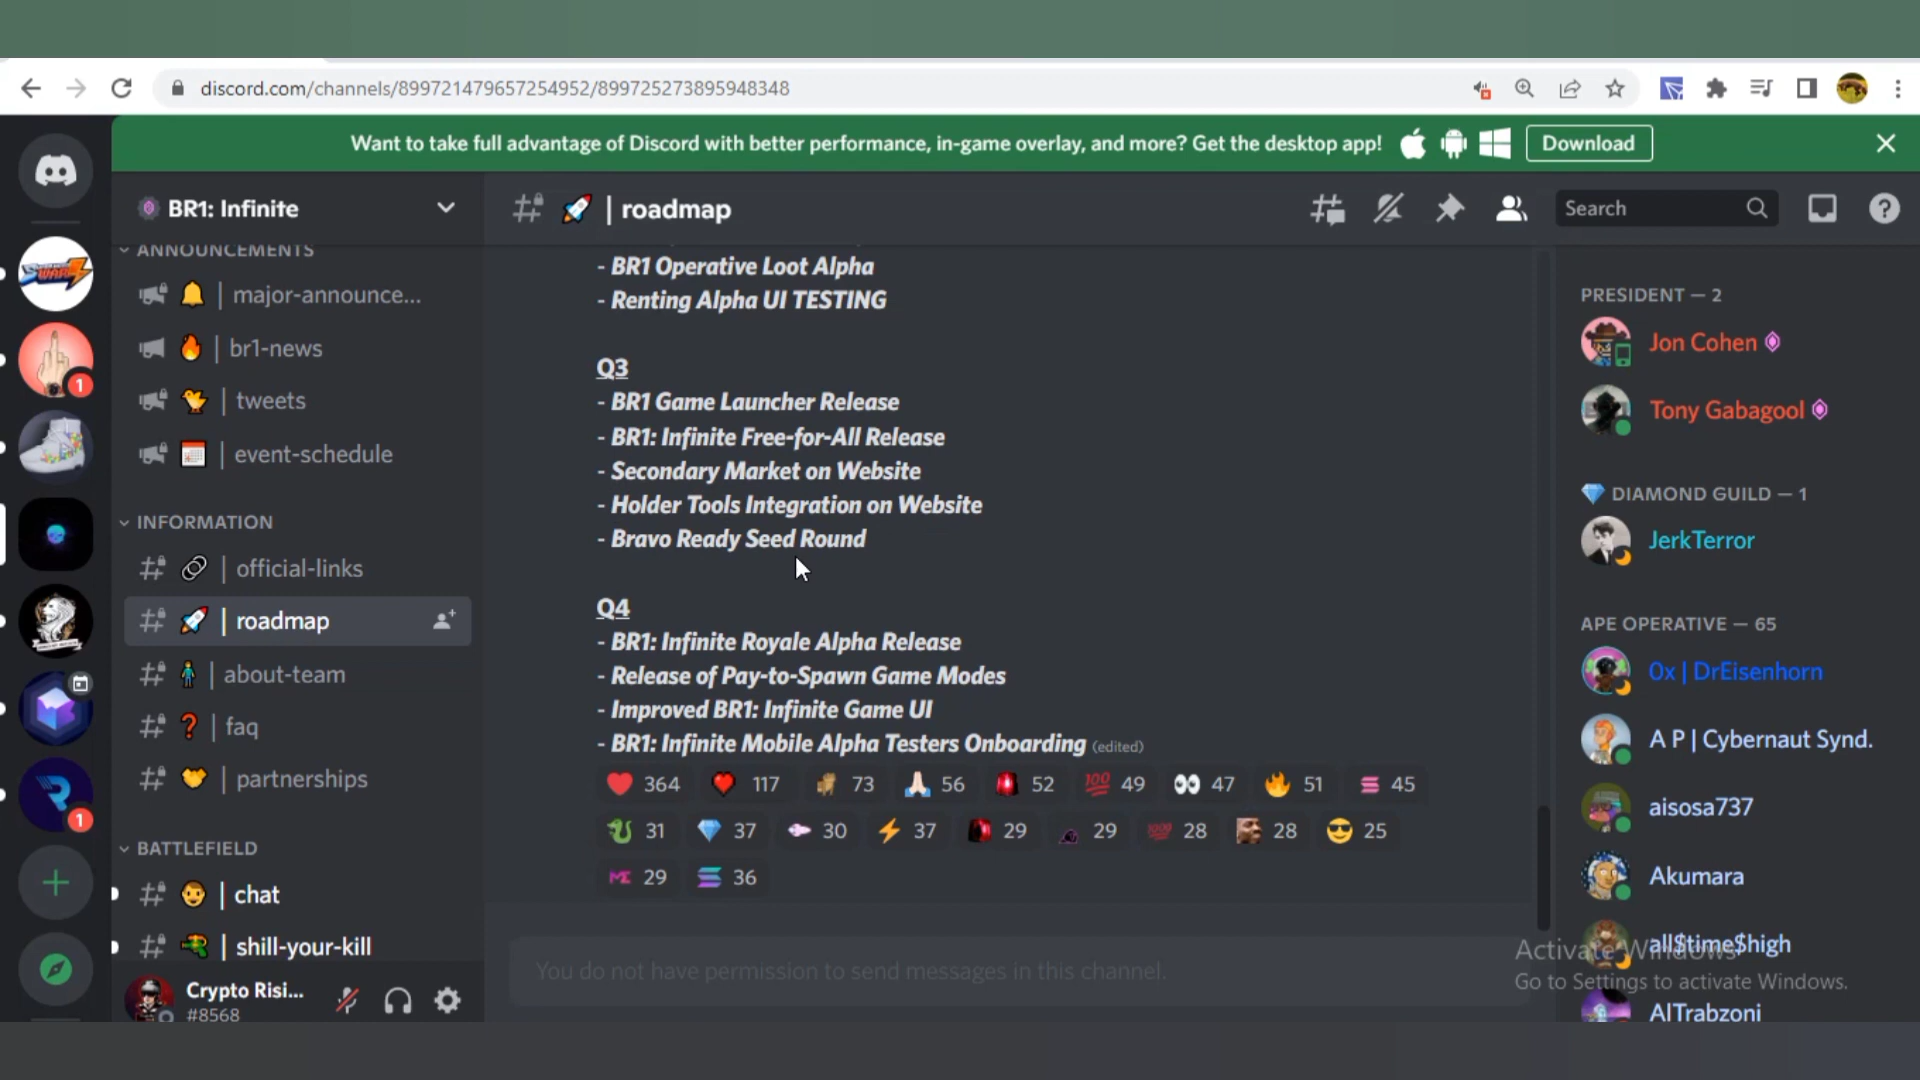 discord.com/channels/899721479657254952/899725273895948348
Want to take full advantage of Discord with better performance, in-game overlay, and more? Get the desktop app!
Download
BR1: Infinite
ANNOUNCEMENTS
| major-announce...
| br1-news
| tweets
| event-schedule
INFORMATION
| official-links
| roadmap
| about-team
| faq
| partnerships
BATTLEFIELD
| chat
| shill-your-kill
Crypto Risi...
#8568
1
1
| roadmap
Search
- BR1 Operative Loot Alpha
- Renting Alpha UI TESTING
Q3
- BR1 Game Launcher Release
- BR1: Infinite Free-for-All Release
- Secondary Market on Website
- Holder Tools Integration on Website
- Bravo Ready Seed Round
Q4
- BR1: Infinite Royale Alpha Release
- Release of Pay-to-Spawn Game Modes
- Improved BR1: Infinite Game UI
- BR1: Infinite Mobile Alpha Testers Onboarding (edited)
364 117 73 56 52 49 47 51 45
31 37 30 37 29 29 28 28 25
29 36
You do not have permission to send messages in this channel.
PRESIDENT — 2
Jon Cohen
Tony Gabagool
DIAMOND GUILD — 1
JerkTerror
APE OPERATIVE — 65
0x | DrEisenhorn
A P | Cybernaut Synd.
aisosa737
Akumara
all$time$high
AlTrabzoni
Activate Windows
Go to Settings to activate Windows.